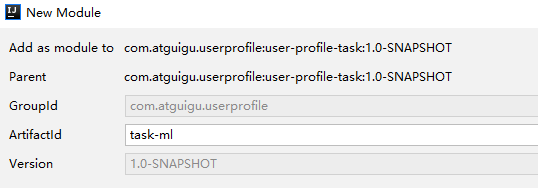 New Module
Add as module to com.atguigu.userprofile:user-profile-task:1.0-SNAPSHOT
Parent com.atguigu.userprofile:user-profile-task:1.0-SNAPSHOT
GroupId com.atguigu.userprofile
ArtifactId task-ml
Version 1.0-SNAPSHOT